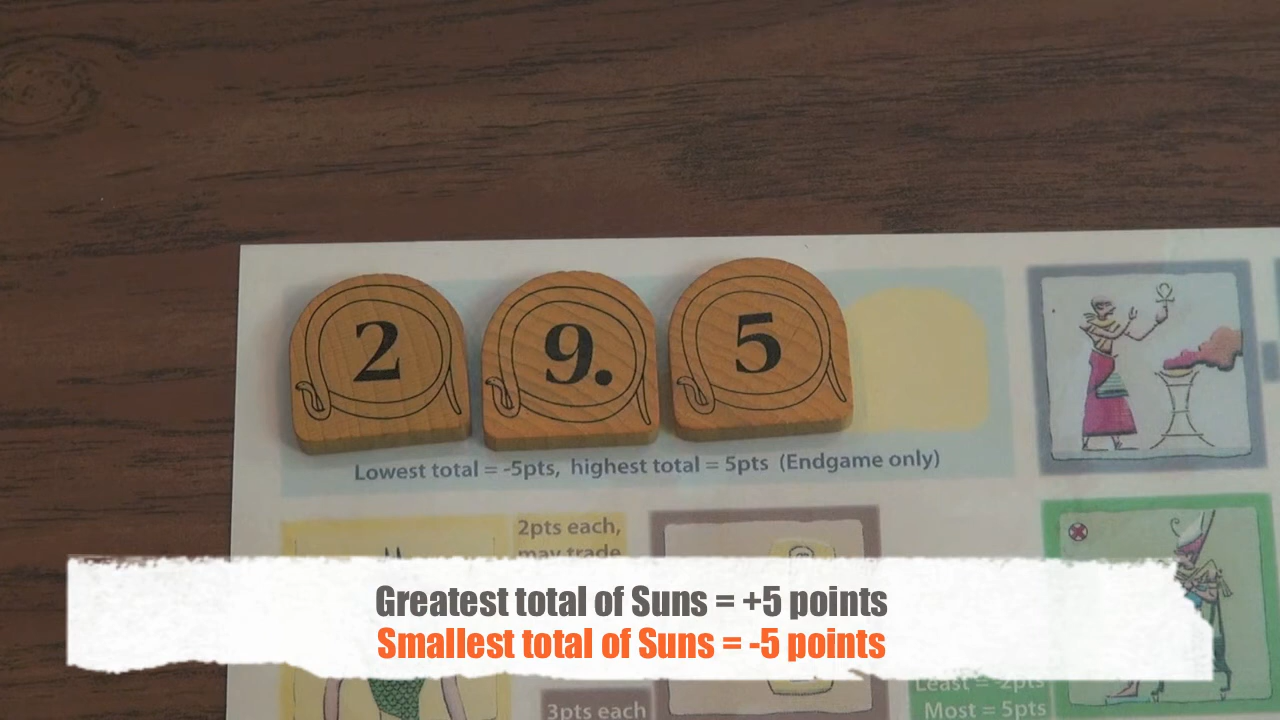 2 9. 5
Lowest total = -5pts, highest total = 5pts (Endgame only)
2pts each,
may trade
Greatest total of Suns = +5 points
Smallest total of Suns = -5 points
Least = -2pts
3pts each
Most = 5pts